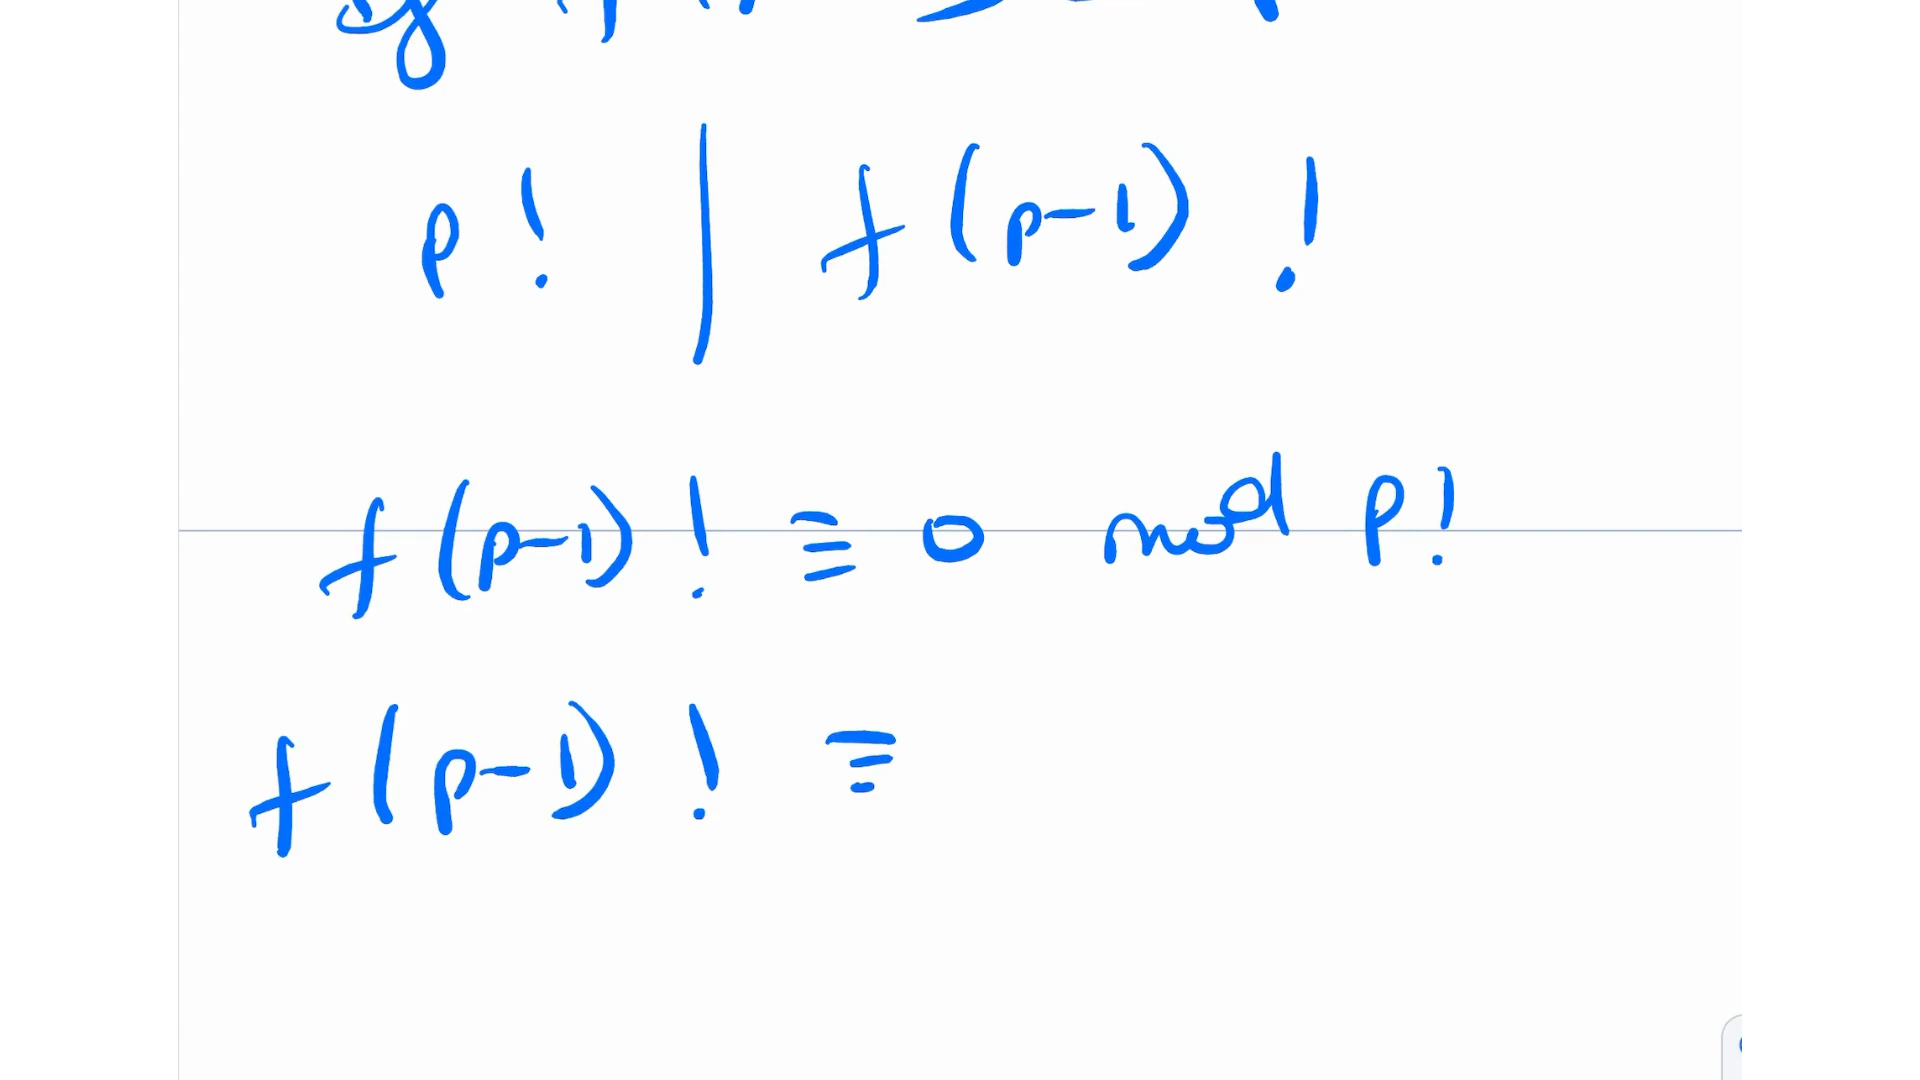 p! | f(p-1)!
f(p-1)! ≡ 0 mod p!
f(p-1)! ≡